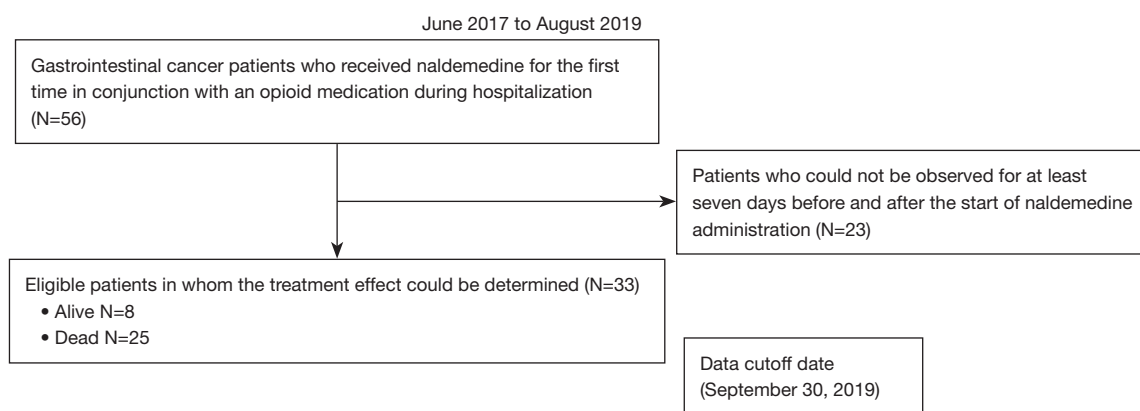 June 2017 to August 2019
Gastrointestinal cancer patients who received naldemedine for the first
time in conjunction with an opioid medication during hospitalization
(N=56)
Patients who could not be observed for at least
seven days before and after the start of naldemedine
administration (N=23)
Eligible patients in whom the treatment effect could be determined (N=33)
• Alive N=8
• Dead N=25
Data cutoff date
(September 30, 2019)